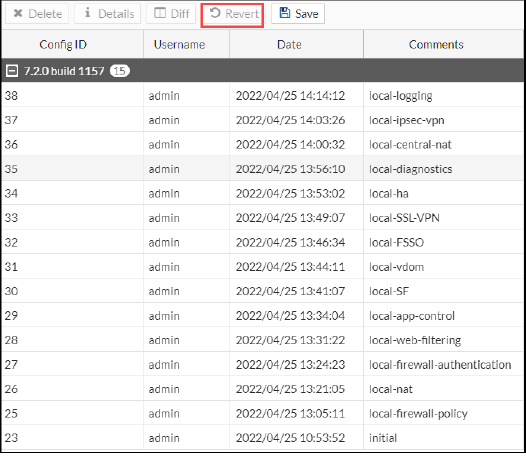 Delete Details Diff Revert Save
Config ID Username Date Comments
7.2.0 build 1157 15
38 admin 2022/04/25 14:14:12 local-logging
37 admin 2022/04/25 14:03:26 local-ipsec-vpn
36 admin 2022/04/25 14:00:32 local-central-nat
35 admin 2022/04/25 13:56:10 local-diagnostics
34 admin 2022/04/25 13:53:02 local-ha
33 admin 2022/04/25 13:49:07 local-SSL-VPN
32 admin 2022/04/25 13:46:34 local-FSSO
31 admin 2022/04/25 13:44:11 local-vdom
30 admin 2022/04/25 13:41:07 local-SF
29 admin 2022/04/25 13:34:04 local-app-control
28 admin 2022/04/25 13:31:22 local-web-filtering
27 admin 2022/04/25 13:24:23 local-firewall-authentication
26 admin 2022/04/25 13:21:05 local-nat
25 admin 2022/04/25 13:05:11 local-firewall-policy
23 admin 2022/04/25 10:53:52 initial